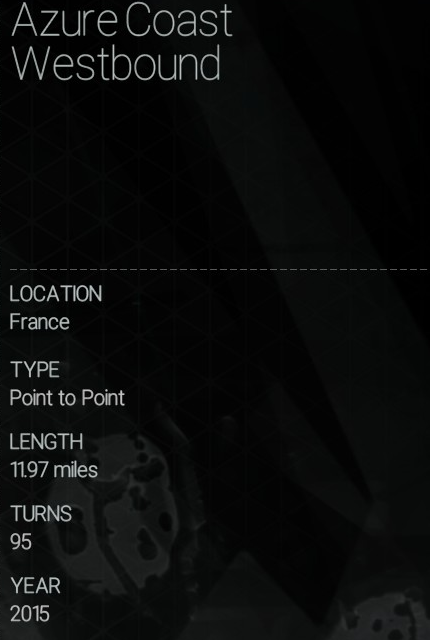 Azure Coast
Westbound
LOCATION
France
TYPE
Point to Point
LENGTH
11.97 miles
TURNS
95
YEAR
2015